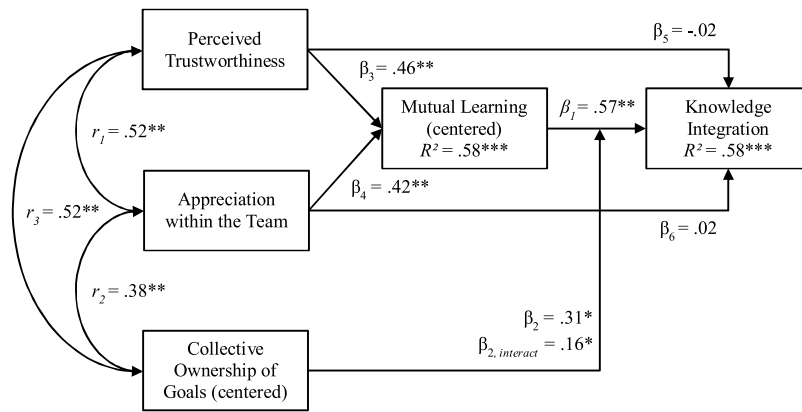 Perceived
Trustworthiness
β5 = -.02
β3 = .46**
Mutual Learning
(centered)
R² = .58***
β1 = .57**
Knowledge
Integration
R² = .58***
r1 = .52**
r3 = .52**
Appreciation
within the Team
β4 = .42**
β6 = .02
r2 = .38**
β2 = .31*
β2, interact = .16*
Collective
Ownership of
Goals (centered)